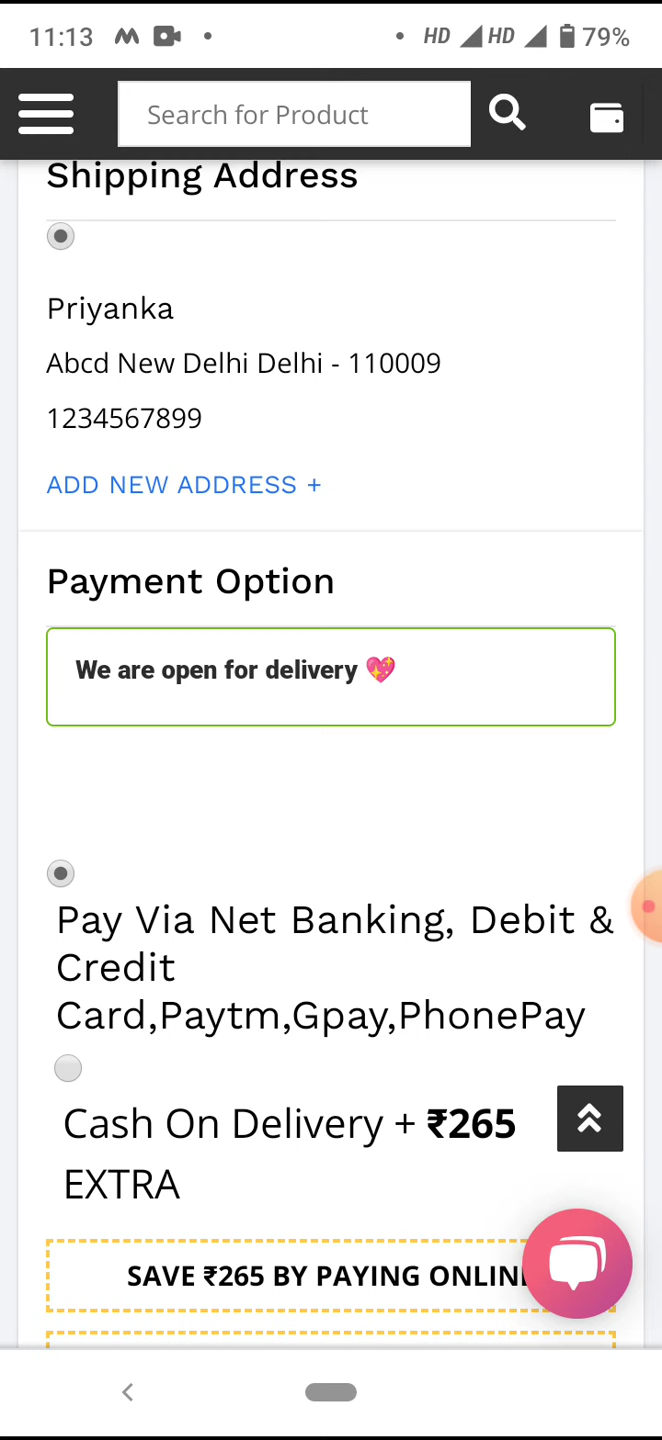 11:13
HD
HD
79%
Search for Product
Shipping Address
Priyanka
Abcd New Delhi Delhi - 110009
1234567899
ADD NEW ADDRESS +
Payment Option
We are open for delivery 💖
Pay Via Net Banking, Debit &
Credit
Card,Paytm,Gpay,PhonePay
Cash On Delivery + ₹265
EXTRA
SAVE ₹265 BY PAYING